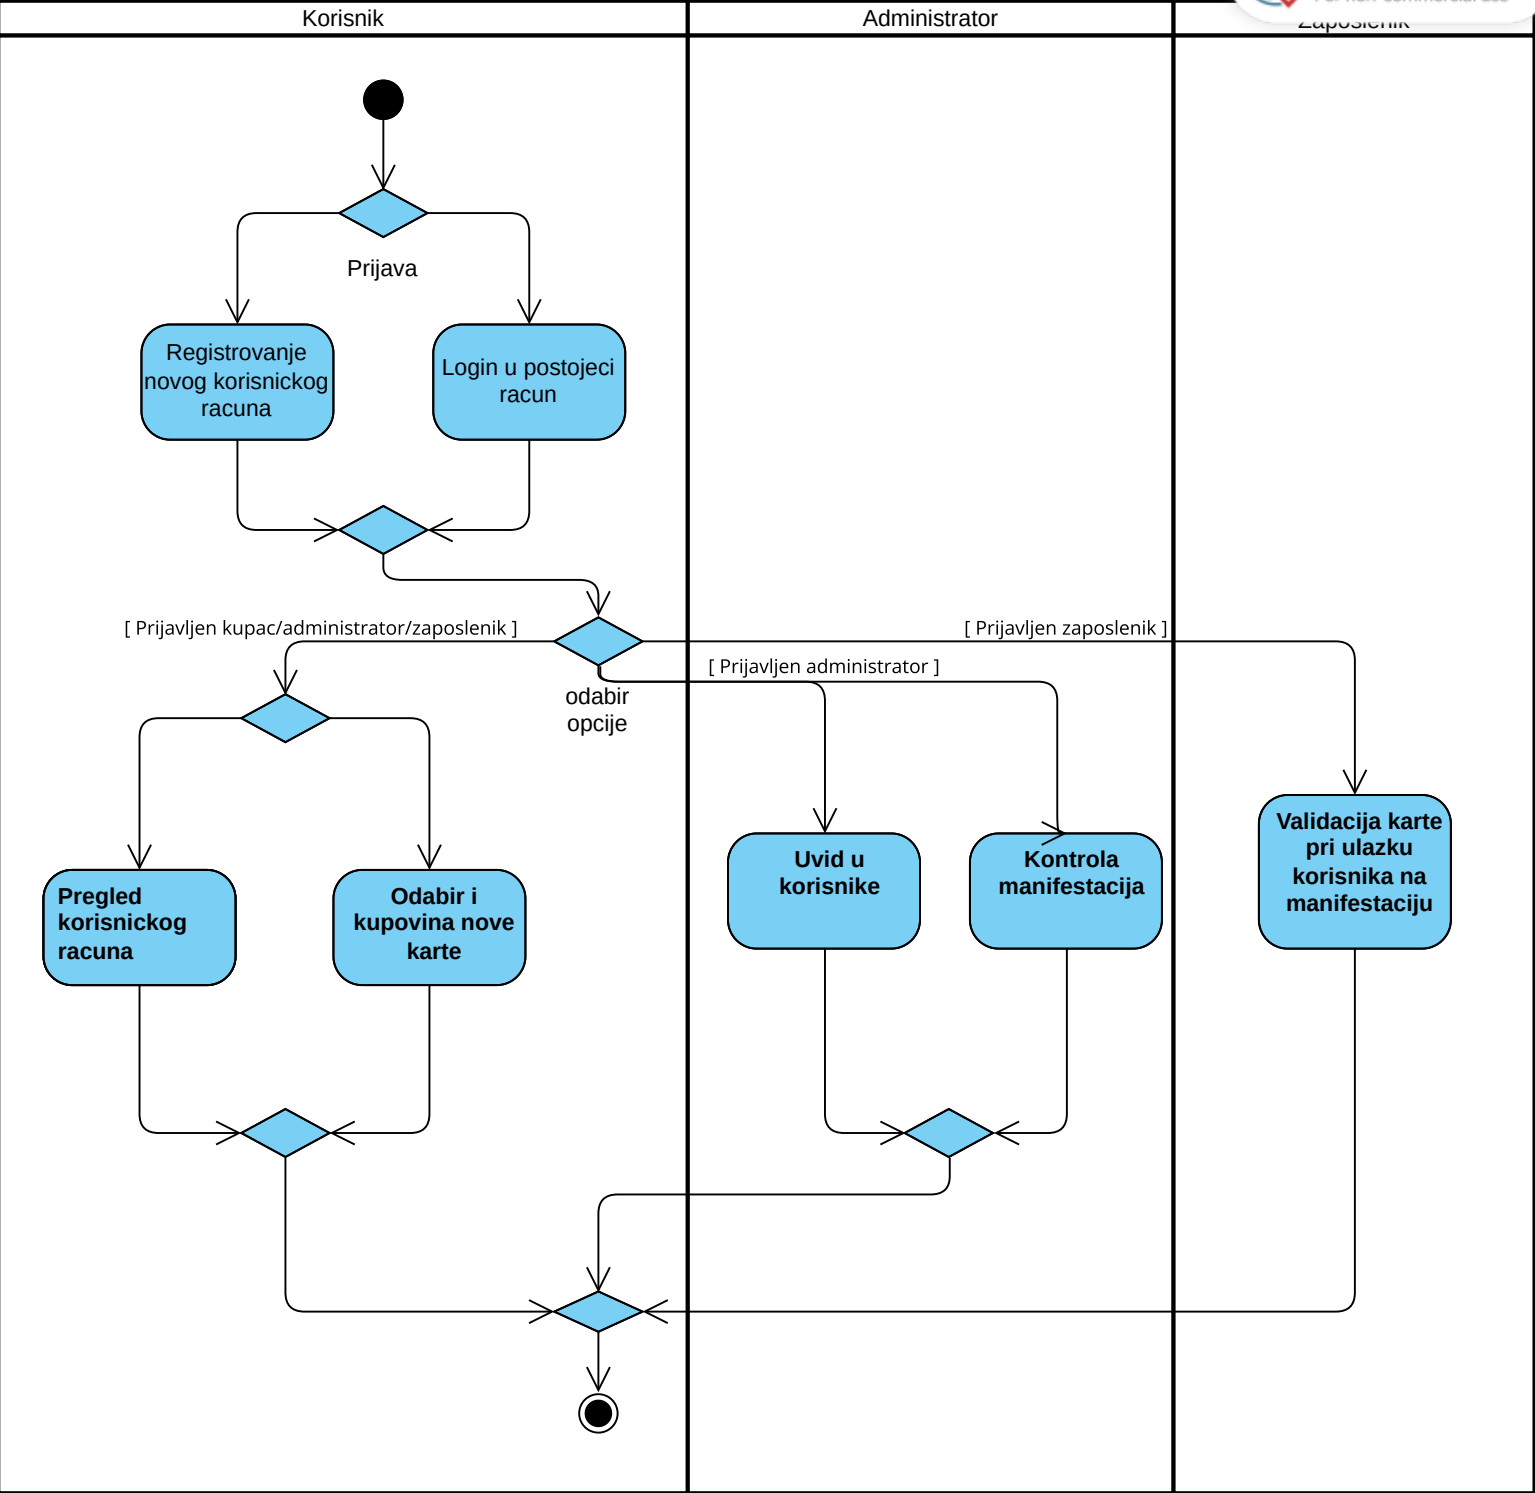 Korisnik
Administrator
Zaposlenik
Prijava
Registrovanje
novog korisnickog
racuna
Login u postojeci
racun
[ Prijavljen kupac/administrator/zaposlenik ]
[ Prijavljen zaposlenik ]
[ Prijavljen administrator ]
odabir
opcije
Pregled
korisnickog
racuna
Odabir i
kupovina nove
karte
Uvid u
korisnike
Kontrola
manifestacija
Validacija karte
pri ulazku
korisnika na
manifestaciju